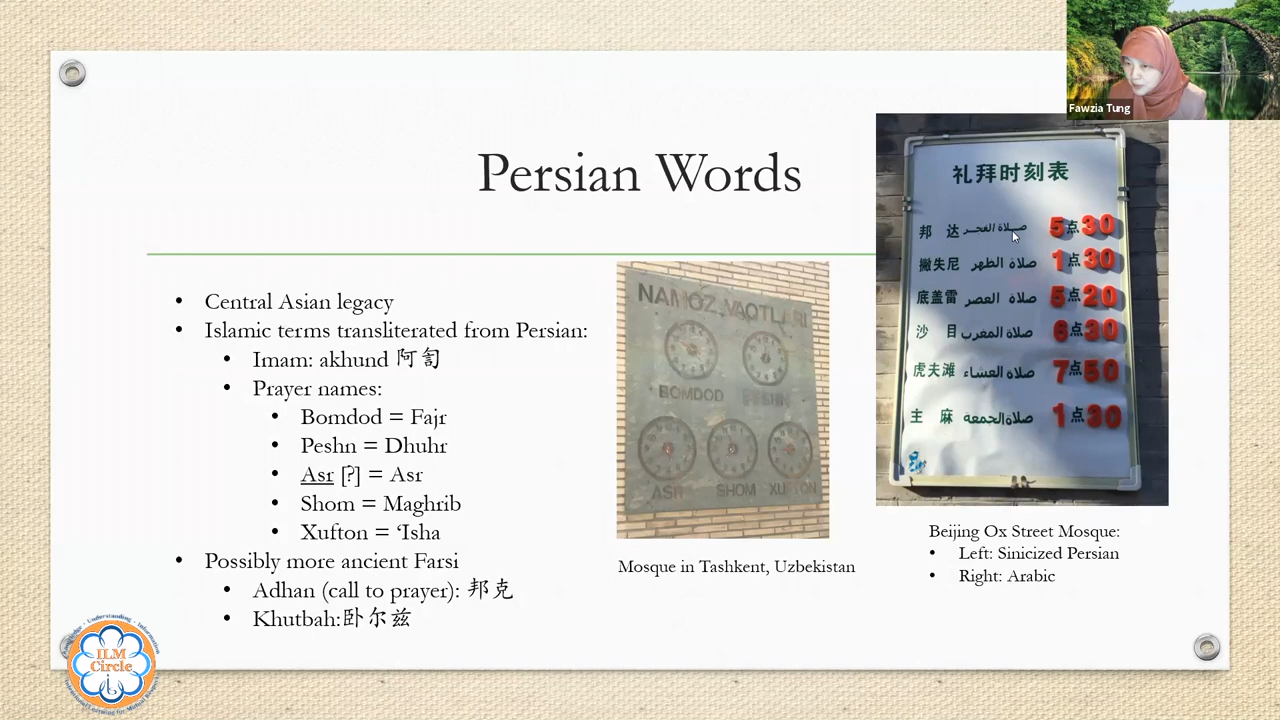 Fawzia Tung
Persian Words
• Central Asian legacy
• Islamic terms transliterated from Persian:
• Imam: akhund 阿訇
• Prayer names:
• Bomdod = Fajr
• Peshn = Dhuhr
• Asr [?] = Asr
• Shom = Maghrib
• Xufton = ‘Isha
• Possibly more ancient Farsi
• Adhan (call to prayer): 邦克
• Khutbah:卧尔兹
NAMOZ VAQTLARI
BOMDOD PESHN
ASR SHOM XUFTON
Mosque in Tashkent, Uzbekistan
礼拜时刻表
邦 达 صلاة الفجر 5点30
撇失尼 صلاة الظهر 1点30
底盖雷 صلاة العصر 5点20
沙 目 صلاة المغرب 6点30
虎夫滩 صلاة العشاء 7点50
主 麻 صلاة الجمعة 1点30
Beijing Ox Street Mosque:
• Left: Sinicized Persian
• Right: Arabic
ILM
Circle